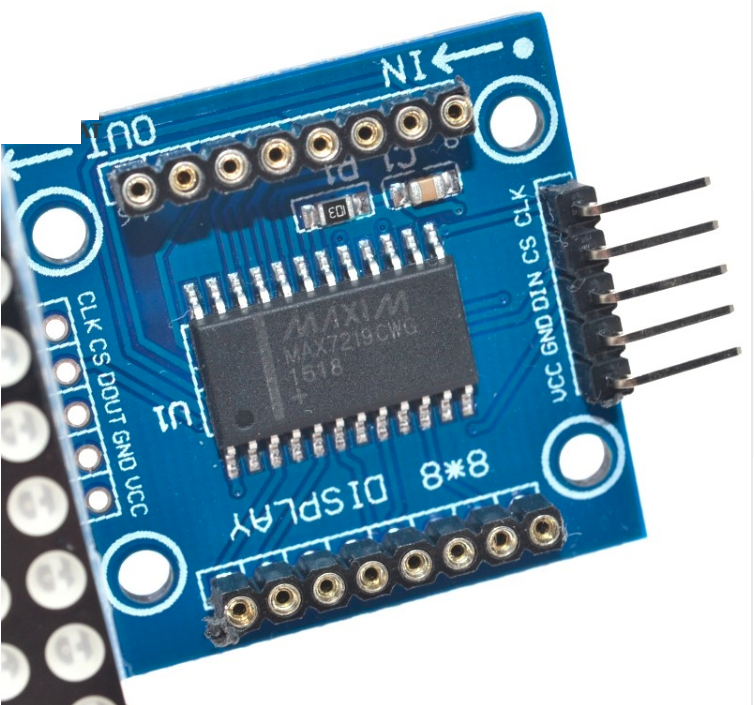 IN
OUT
R1
C1
103
CLK
CS
DIN
GND
VCC
MAXIM
MAX7219CWG
1518
+
U1
CLK
CS
DOUT
GND
VCC
8*8 DISPLAY